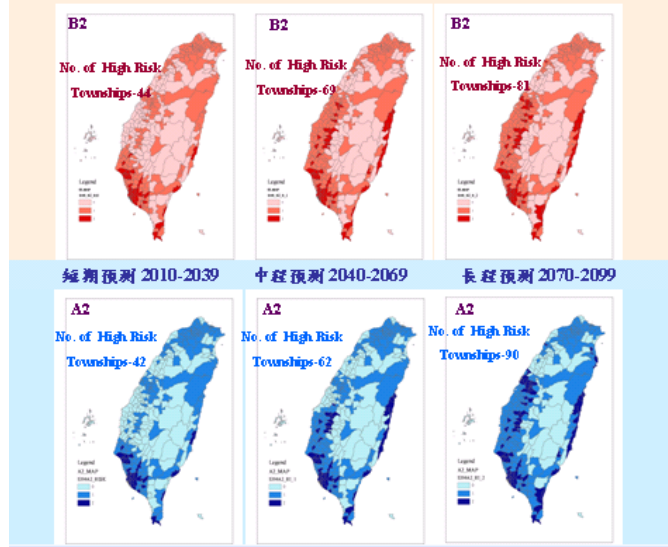 B2
No. of High Risk
Townships-44
Legend
B2
No. of High Risk
Townships-69
Legend
B2
No. of High Risk
Townships-81
Legend
短期預測 2010-2039
中程預測 2040-2069
長程預測 2070-2099
A2
No. of High Risk
Townships-42
Legend
A2_MAP
A2
No. of High Risk
Townships-62
Legend
A2_MAP
A2
No. of High Risk
Townships-90
Legend
A2_MAP